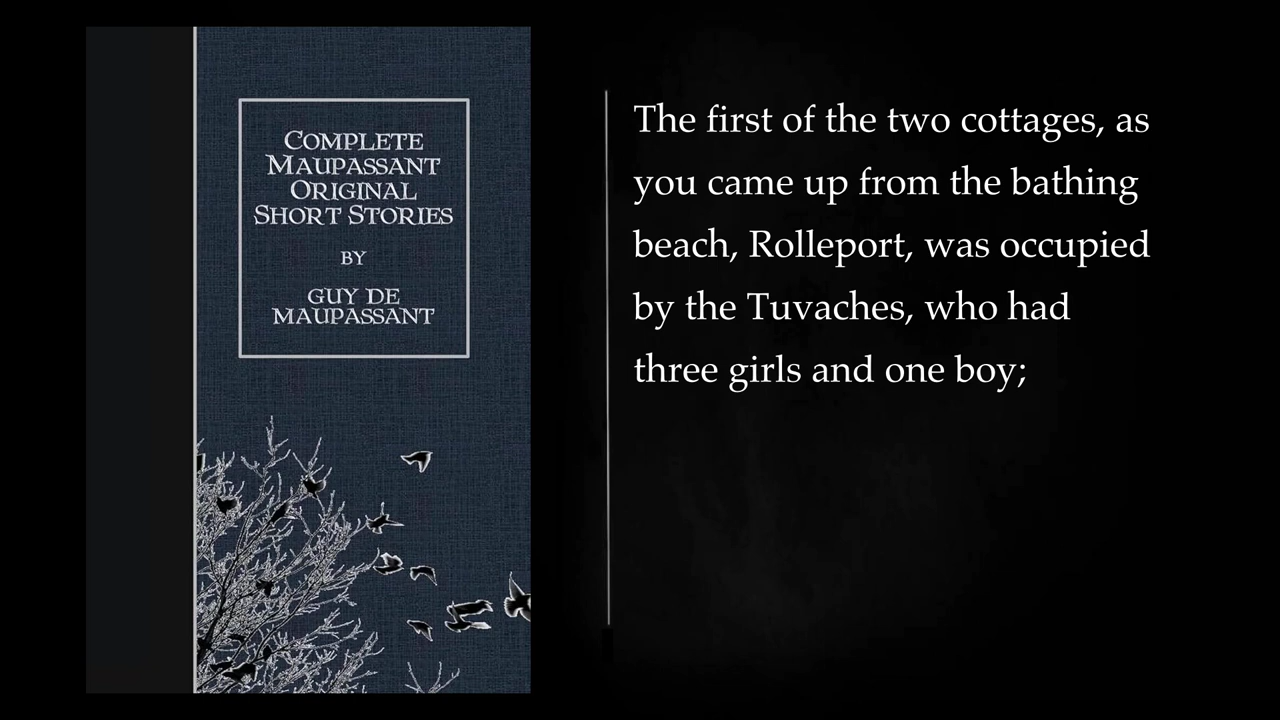 COMPLETE
MAUPASSANT
ORIGINAL
SHORT STORIES
BY
GUY DE
MAUPASSANT
The first of the two cottages, as
you came up from the bathing
beach, Rolleport, was occupied
by the Tuvaches, who had
three girls and one boy;